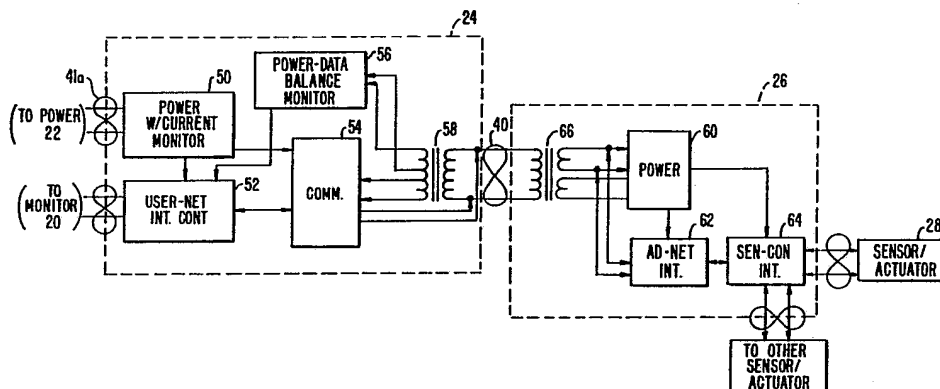 24
41a
50
56
POWER-DATA
BALANCE
MONITOR
26
(TO POWER
22)
POWER
W/CURRENT
MONITOR
54
58
40
66
60
POWER
(TO
MONITOR
20)
52
USER-NET
INT. CONT
COMM.
62
64
28
AD-NET
INT.
SEN-CON
INT.
SENSOR/
ACTUATOR
TO OTHER
SENSOR/
ACTUATOR